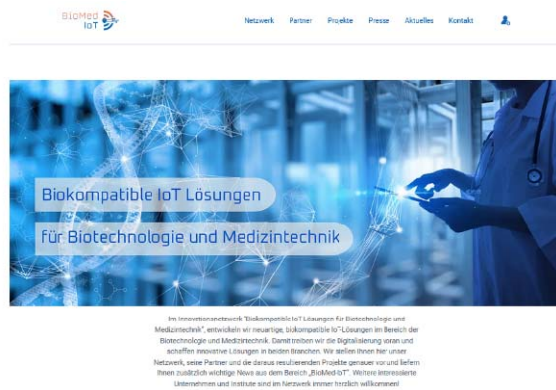 BioMed
IoT
Netzwerk Partner Projekte Presse Aktuelles Kontakt
Biokompatible IoT Lösungen
für Biotechnologie und Medizintechnik
Im Innovationsnetzwerk "Biokompatible IoT Lösungen für Biotechnologie und
Medizintechnik", entwickeln wir neuartige, biokompatible IoT-Lösungen im Bereich der
Biotechnologie und Medizintechnik. Damit treiben wir die Digitalisierung voran und
schaffen innovative Lösungen in beiden Branchen. Wir stellen Ihnen hier unser
Netzwerk, seine Partner und die daraus resultierenden Projekte genauer vor und liefern
Ihnen zusätzlich wichtige News aus dem Bereich „BioMed-IoT". Weitere interessierte
Unternehmen und Institute sind im Netzwerk immer herzlich willkommen!